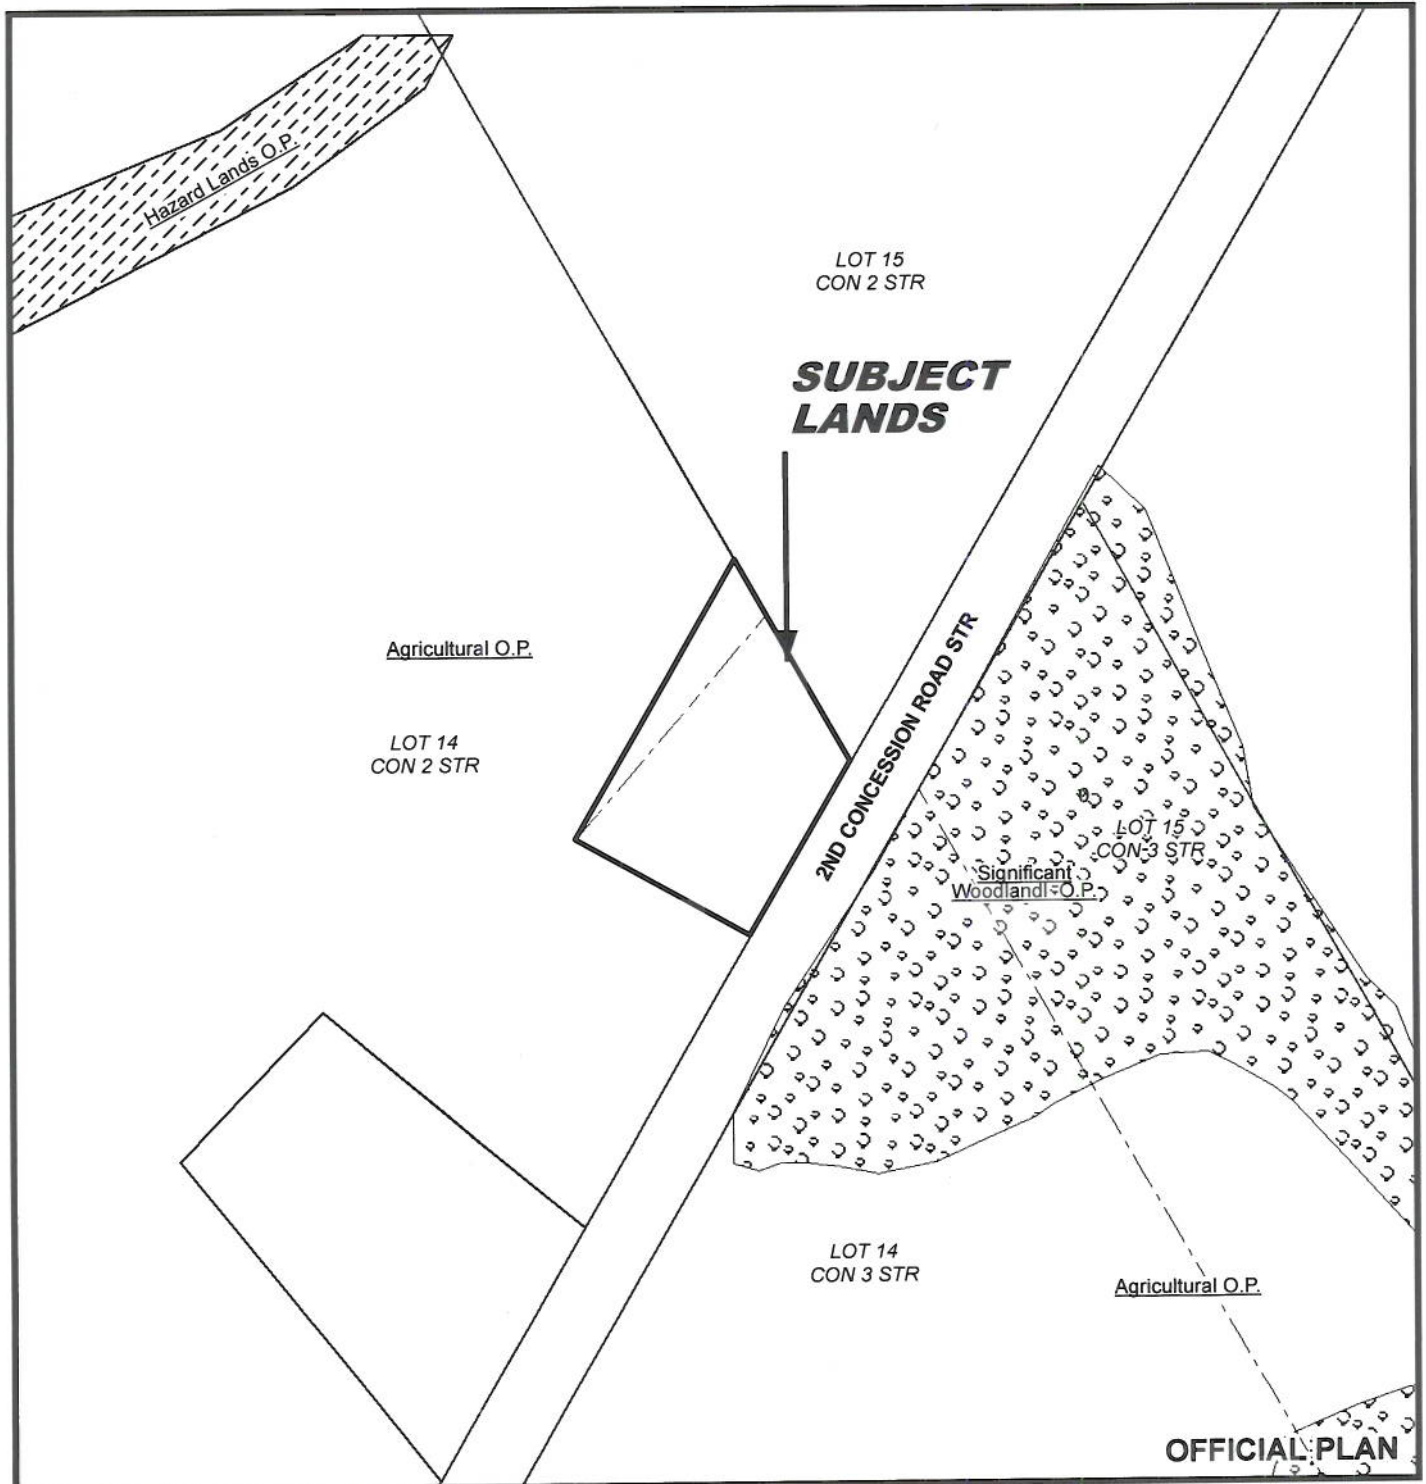 Hazard Lands O.P.
LOT 15
CON 2 STR
SUBJECT
LANDS
Agricultural O.P.
LOT 14
CON 2 STR
2ND CONCESSION ROAD STR
LOT 15
CON 3 STR
Significant
Woodland - O.P.
LOT 14
CON 3 STR
Agricultural O.P.
OFFICIAL PLAN